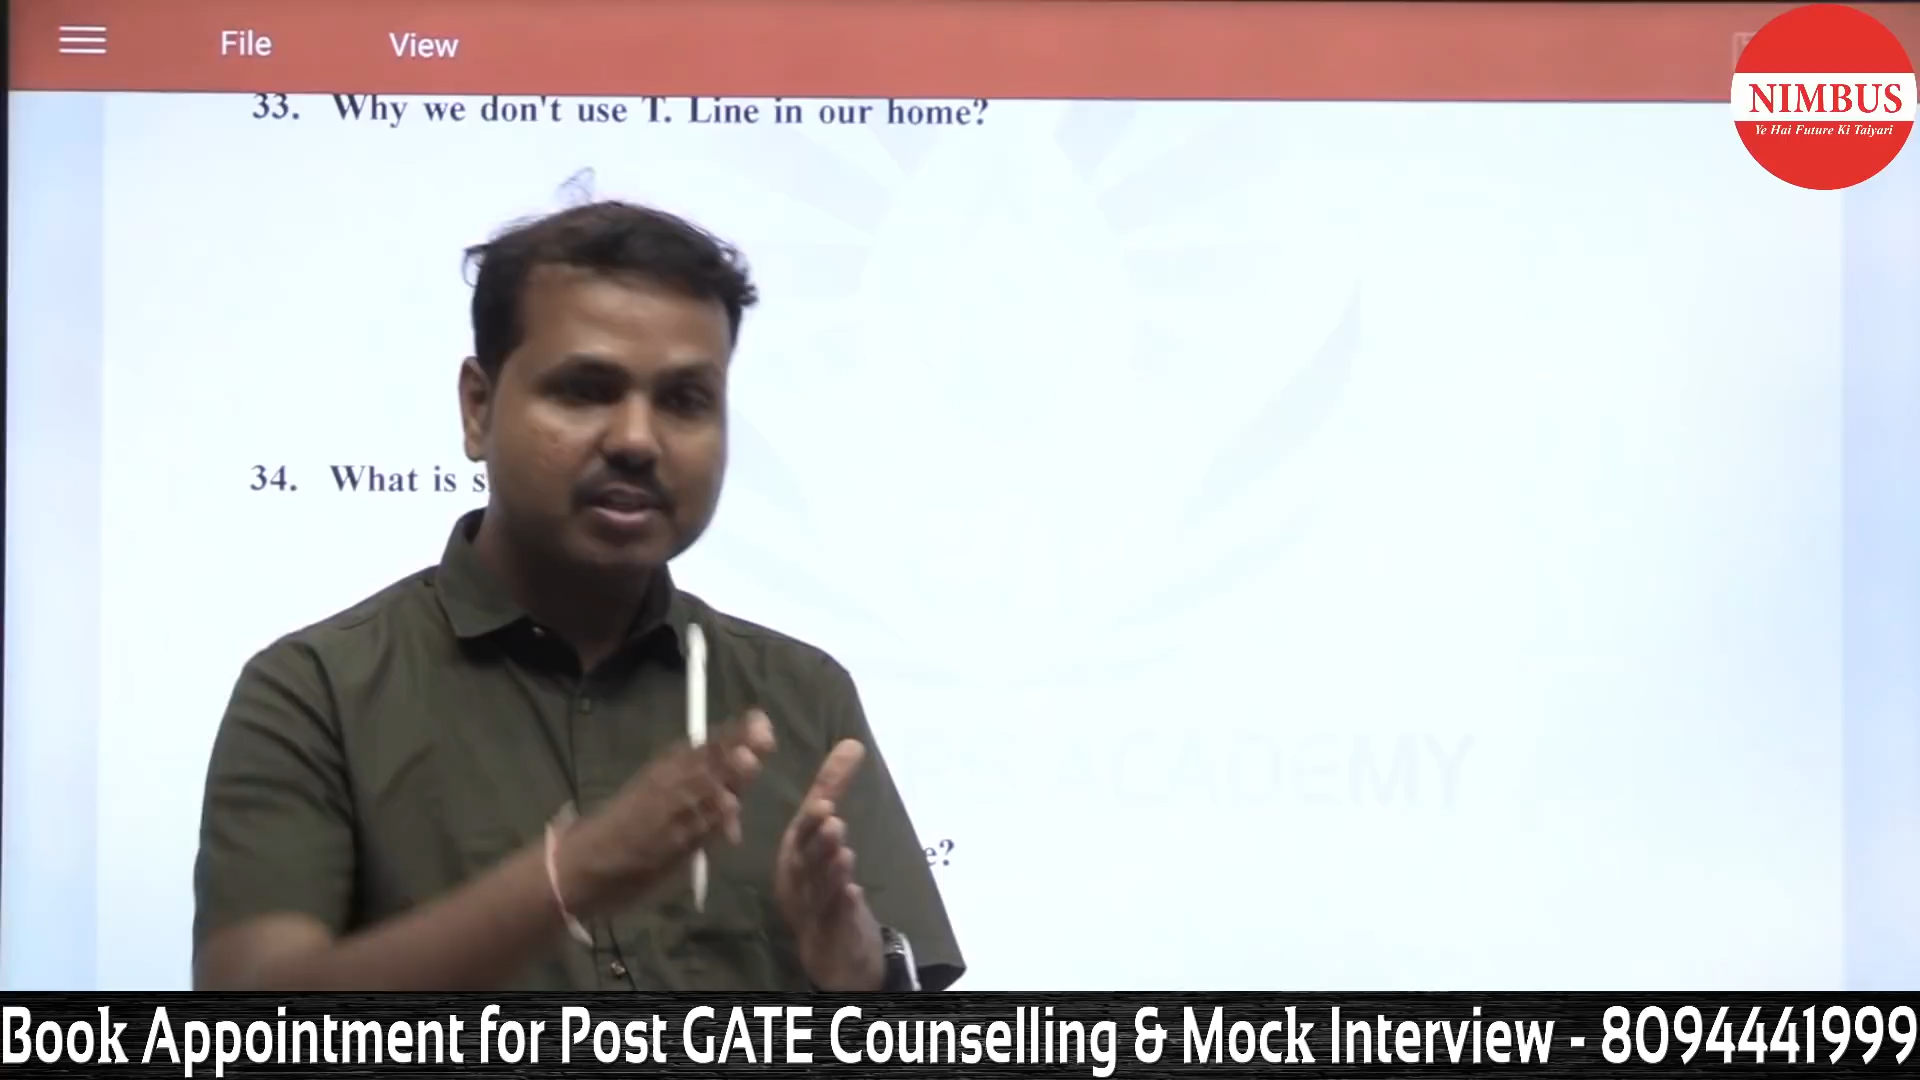 File View
NIMBUS
Ye Hai Future Ki Taiyari
33. Why we don't use T. Line in our home?
34. What is
ACADEMY
Book Appointment for Post GATE Counselling & Mock Interview - 8094441999